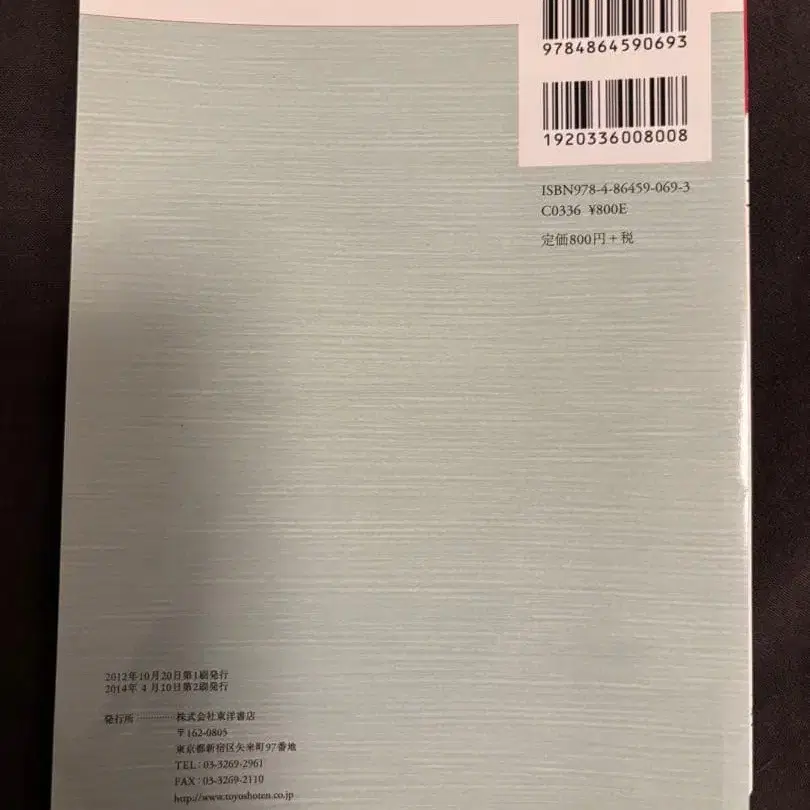 9784864590693
1920336008008
ISBN978-4-86459-069-3
C0336 ¥800E
定価800円+税
2012年10月20日第1刷発行
2014年 4 月10日第2刷発行
発行所 ………… 株式会社東洋書店
〒162-0805
東京都新宿区矢来町97番地
TEL：03-3269-2961
FAX：03-3269-2110
http://www.toyoshoten.co.jp